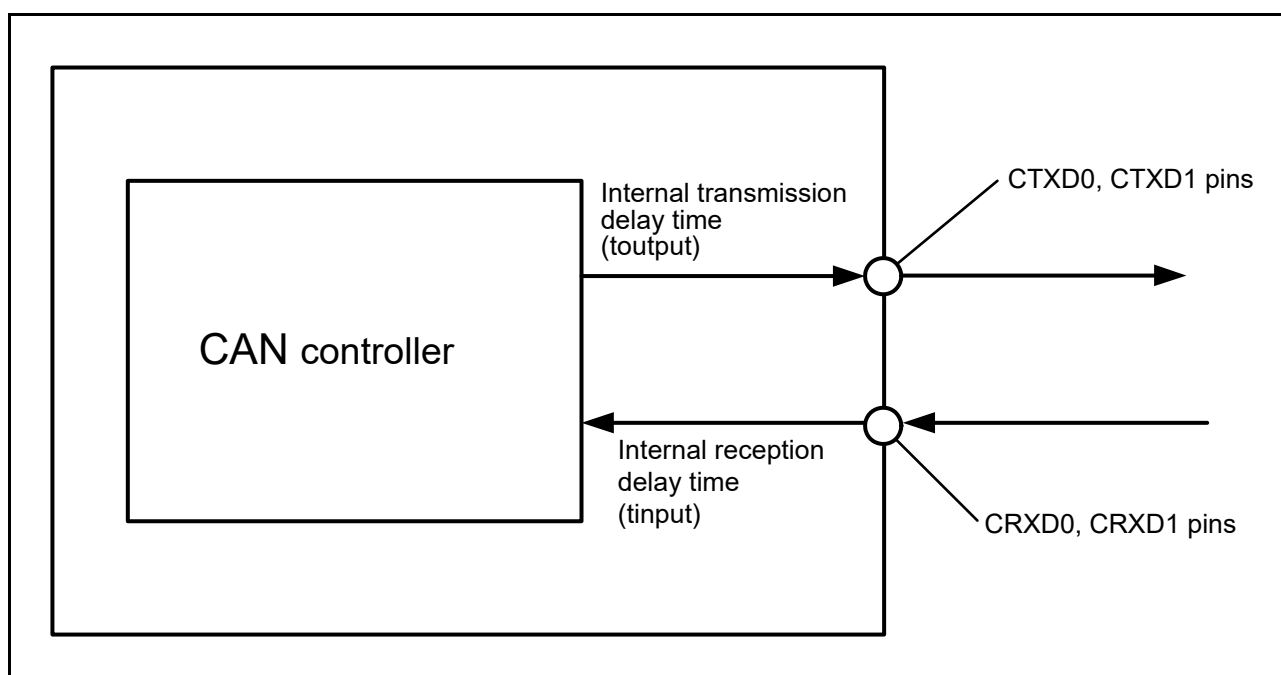 Internal transmission
delay time
(toutput)
CTXD0, CTXD1 pins
CAN controller
Internal reception
delay time
(tinput)
CRXD0, CRXD1 pins